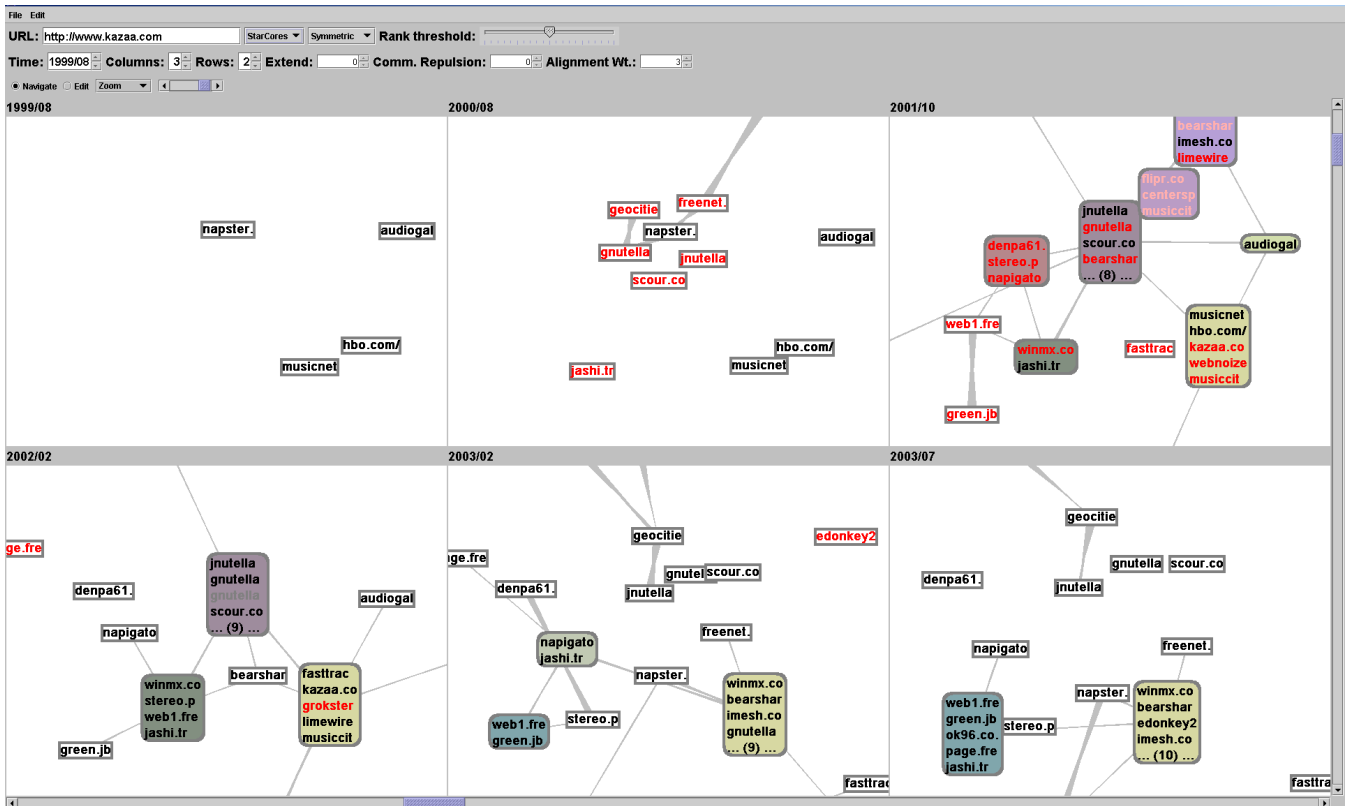 File Edit
URL: http://www.kazaa.com StarCores Symmetric Rank threshold:
Time: 1999/08 Columns: 3 Rows: 2 Extend: 0 Comm. Repulsion: 0 Alignment Wt.: 3
Navigate Edit Zoom
1999/08
napster.
audiogal
hbo.com/
musicnet
2000/08
geocitie
freenet.
napster.
gnutella
jnutella
scour.co
audiogal
hbo.com/
musicnet
jashi.tr
2001/10
bearshar
imesh.co
limewire
flipr.co
centersp
musiccit
jnutella
gnutella
scour.co
bearshar
... (8) ...
denpa61.
stereo.p
napigato
audiogal
web1.fre
winmx.co
jashi.tr
fasttrac
musicnet
hbo.com/
kazaa.co
webnoize
musiccit
green.jb
2002/02
ge.fre
jnutella
gnutella
gnutella
scour.co
... (9) ...
denpa61.
audiogal
napigato
bearshar
winmx.co
stereo.p
web1.fre
jashi.tr
fasttrac
kazaa.co
grokster
limewire
musiccit
green.jb
2003/02
geocitie
edonkey2
age.fre
gnutel
scour.co
denpa61.
jnutella
freenet.
napigato
jashi.tr
napster.
winmx.co
bearshar
imesh.co
gnutella
... (9) ...
web1.fre
green.jb
stereo.p
fasttrac
2003/07
geocitie
gnutella
scour.co
denpa61.
jnutella
napigato
freenet.
web1.fre
green.jb
ok96.co.
page.fre
jashi.tr
stereo.p
napster.
winmx.co
bearshar
edonkey2
imesh.co
... (10) ...
fasttra